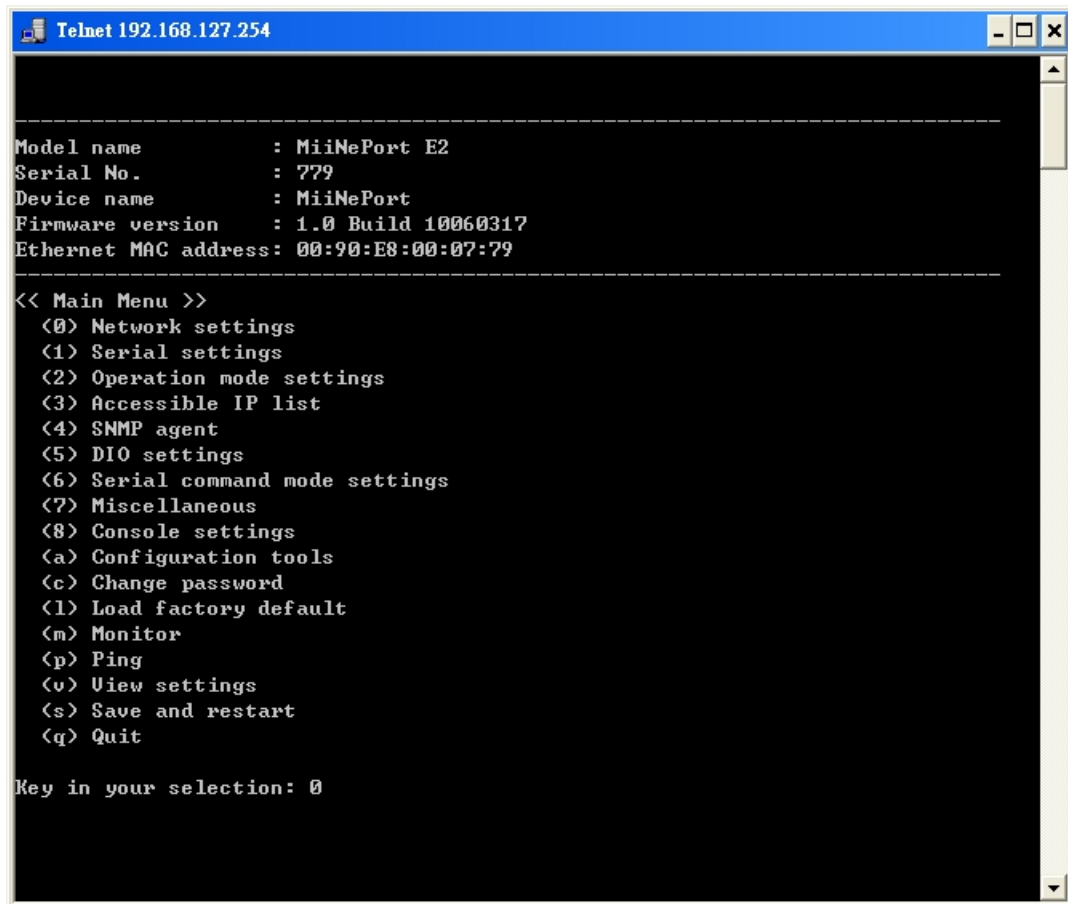 Telnet 192.168.127.254
--------------------------------------------------------------------------------
Model name          : MiiNePort E2
Serial No.          : 779
Device name         : MiiNePort
Firmware version    : 1.0 Build 10060317
Ethernet MAC address: 00:90:E8:00:07:79
--------------------------------------------------------------------------------
<< Main Menu >>
  (0) Network settings
  (1) Serial settings
  (2) Operation mode settings
  (3) Accessible IP list
  (4) SNMP agent
  (5) DIO settings
  (6) Serial command mode settings
  (7) Miscellaneous
  (8) Console settings
  (a) Configuration tools
  (c) Change password
  (l) Load factory default
  (m) Monitor
  (p) Ping
  (v) View settings
  (s) Save and restart
  (q) Quit
Key in your selection: 0